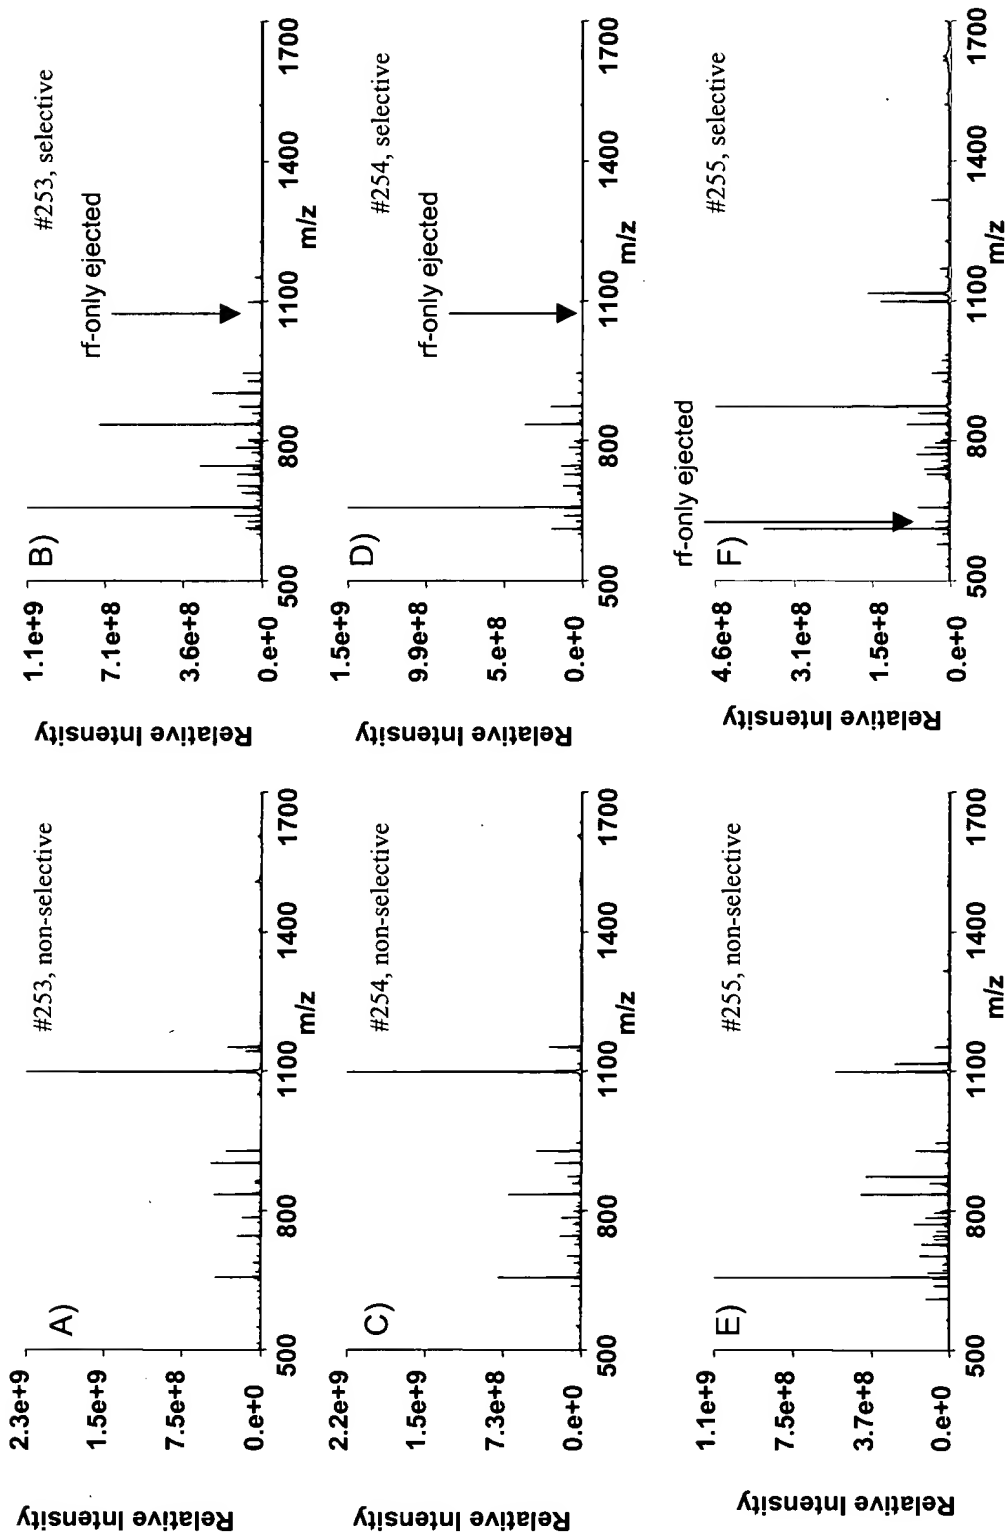 A)
#253, non-selective
2.3e+9
1.5e+9
7.5e+8
0.e+0
Relative Intensity
500
800
1100
1400
1700
m/z
B)
#253, selective
rf-only ejected
1.1e+9
7.1e+8
3.6e+8
0.e+0
Relative Intensity
500
800
1100
1400
1700
m/z
C)
#254, non-selective
2.2e+9
1.5e+9
7.3e+8
0.e+0
Relative Intensity
500
800
1100
1400
1700
m/z
D)
#254, selective
rf-only ejected
1.5e+9
9.9e+8
5.e+8
0.e+0
Relative Intensity
500
800
1100
1400
1700
m/z
E)
#255, non-selective
1.1e+9
7.5e+8
3.7e+8
0.e+0
Relative Intensity
500
800
1100
1400
1700
m/z
F)
#255, selective
rf-only ejected
4.6e+8
3.1e+8
1.5e+8
0.e+0
Relative Intensity
500
800
1100
1400
1700
m/z